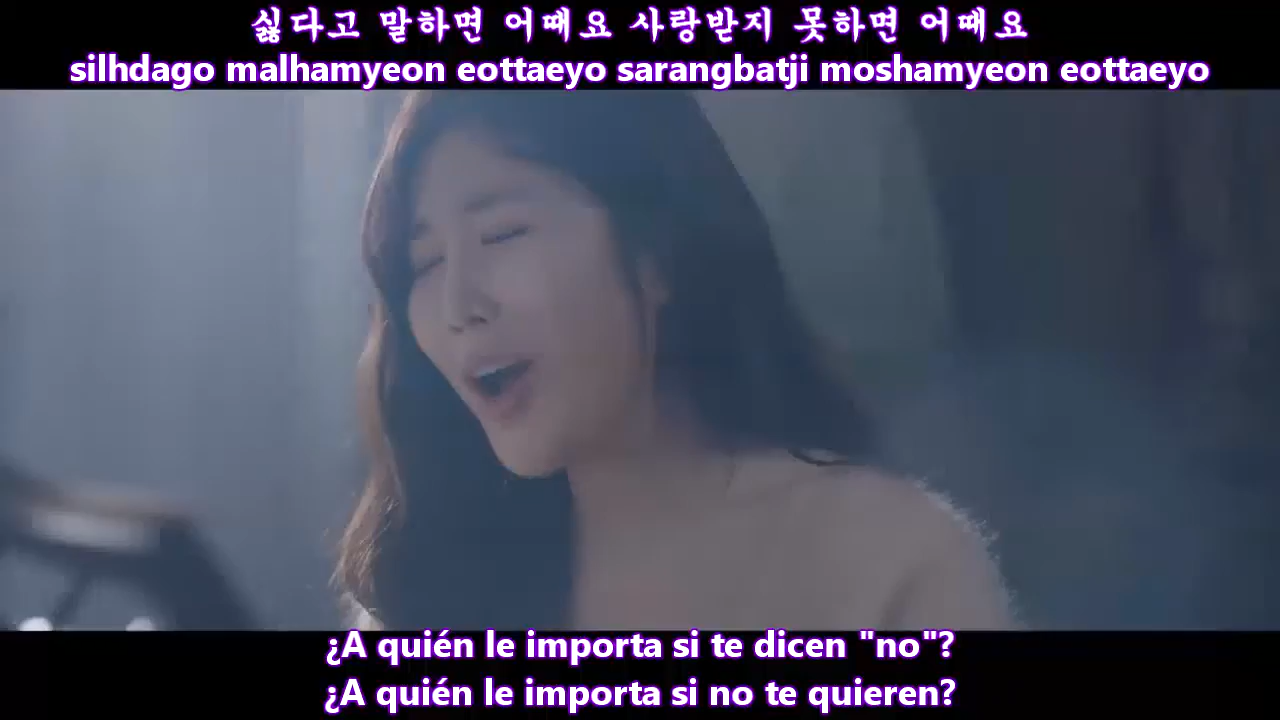 싫다고 말하면 어때요 사랑받지 못하면 어때요
silhdago malhamyeon eottaeyo sarangbatji moshamyeon eottaeyo
¿A quién le importa si te dicen "no"?
¿A quién le importa si no te quieren?